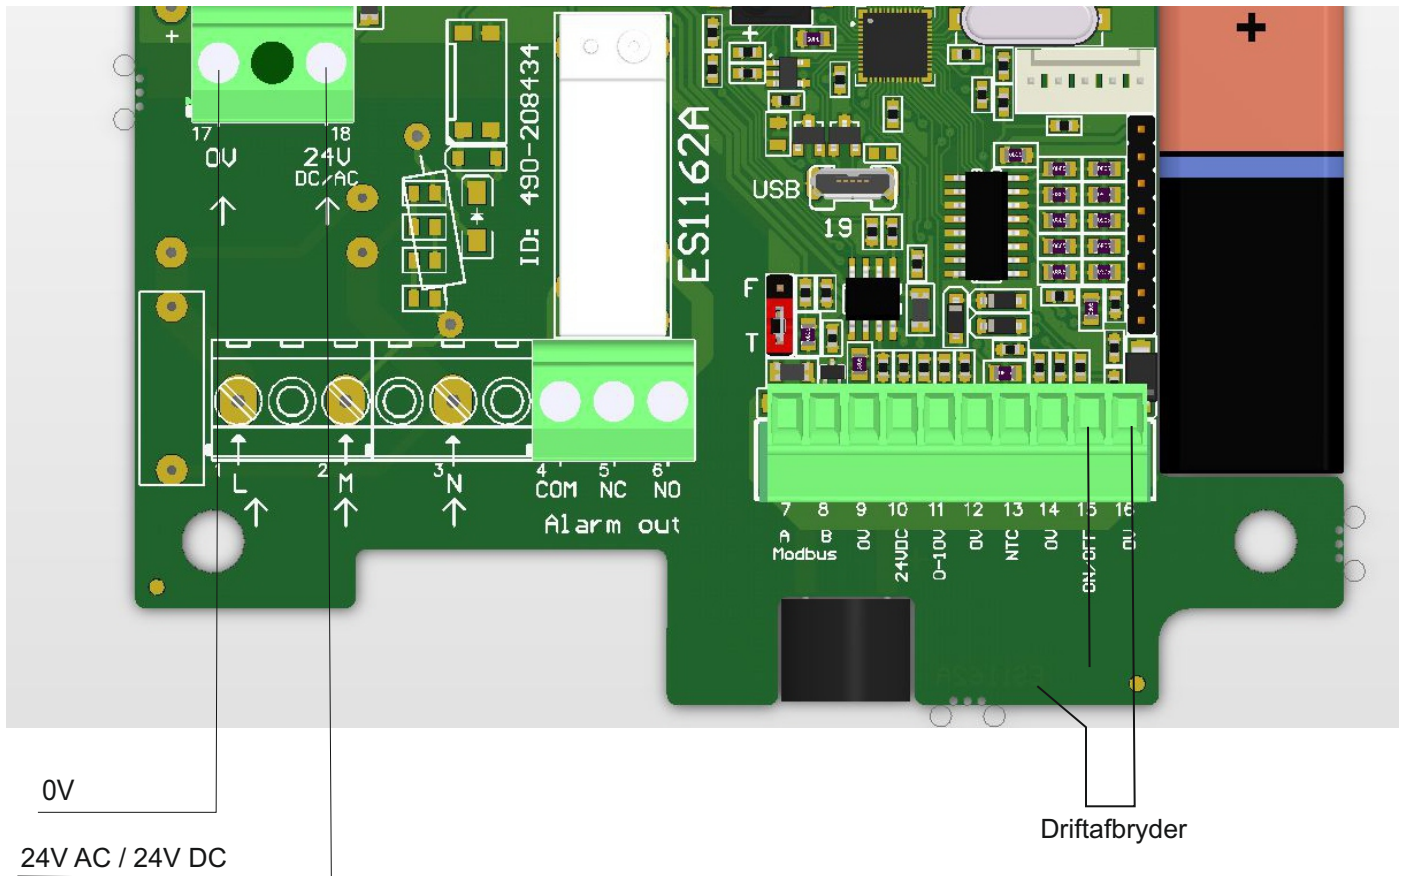 +
+
+
17 18
0V 24V
DC/AC
ID: 490-208434
ES1162A
USB
19
F
T
1 2 3 4 5 6
L M N COM NC NO
Alarm out
7 8 9 10 11 12 13 14 15 16
A B 0V 24VDC 0-10V 0V NTC 0V ON/OFF 0V
Modbus
ES1162A
0V
Driftafbryder
24V AC / 24V DC